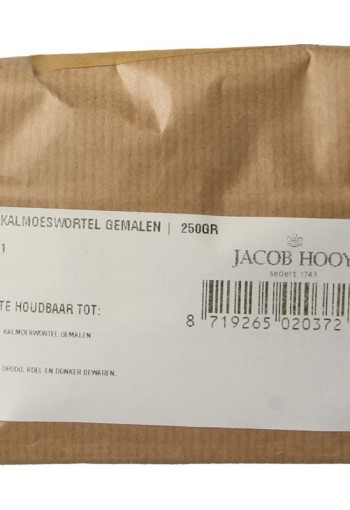 KALMOESWORTEL GEMALEN | 250GR
1
JACOB HOOY
sedert 1743
TE HOUDBAAR TOT:
8 719265 020372
KALMOESWORTEL GEMALEN
DROOG, KOEL EN DONKER BEWAREN.